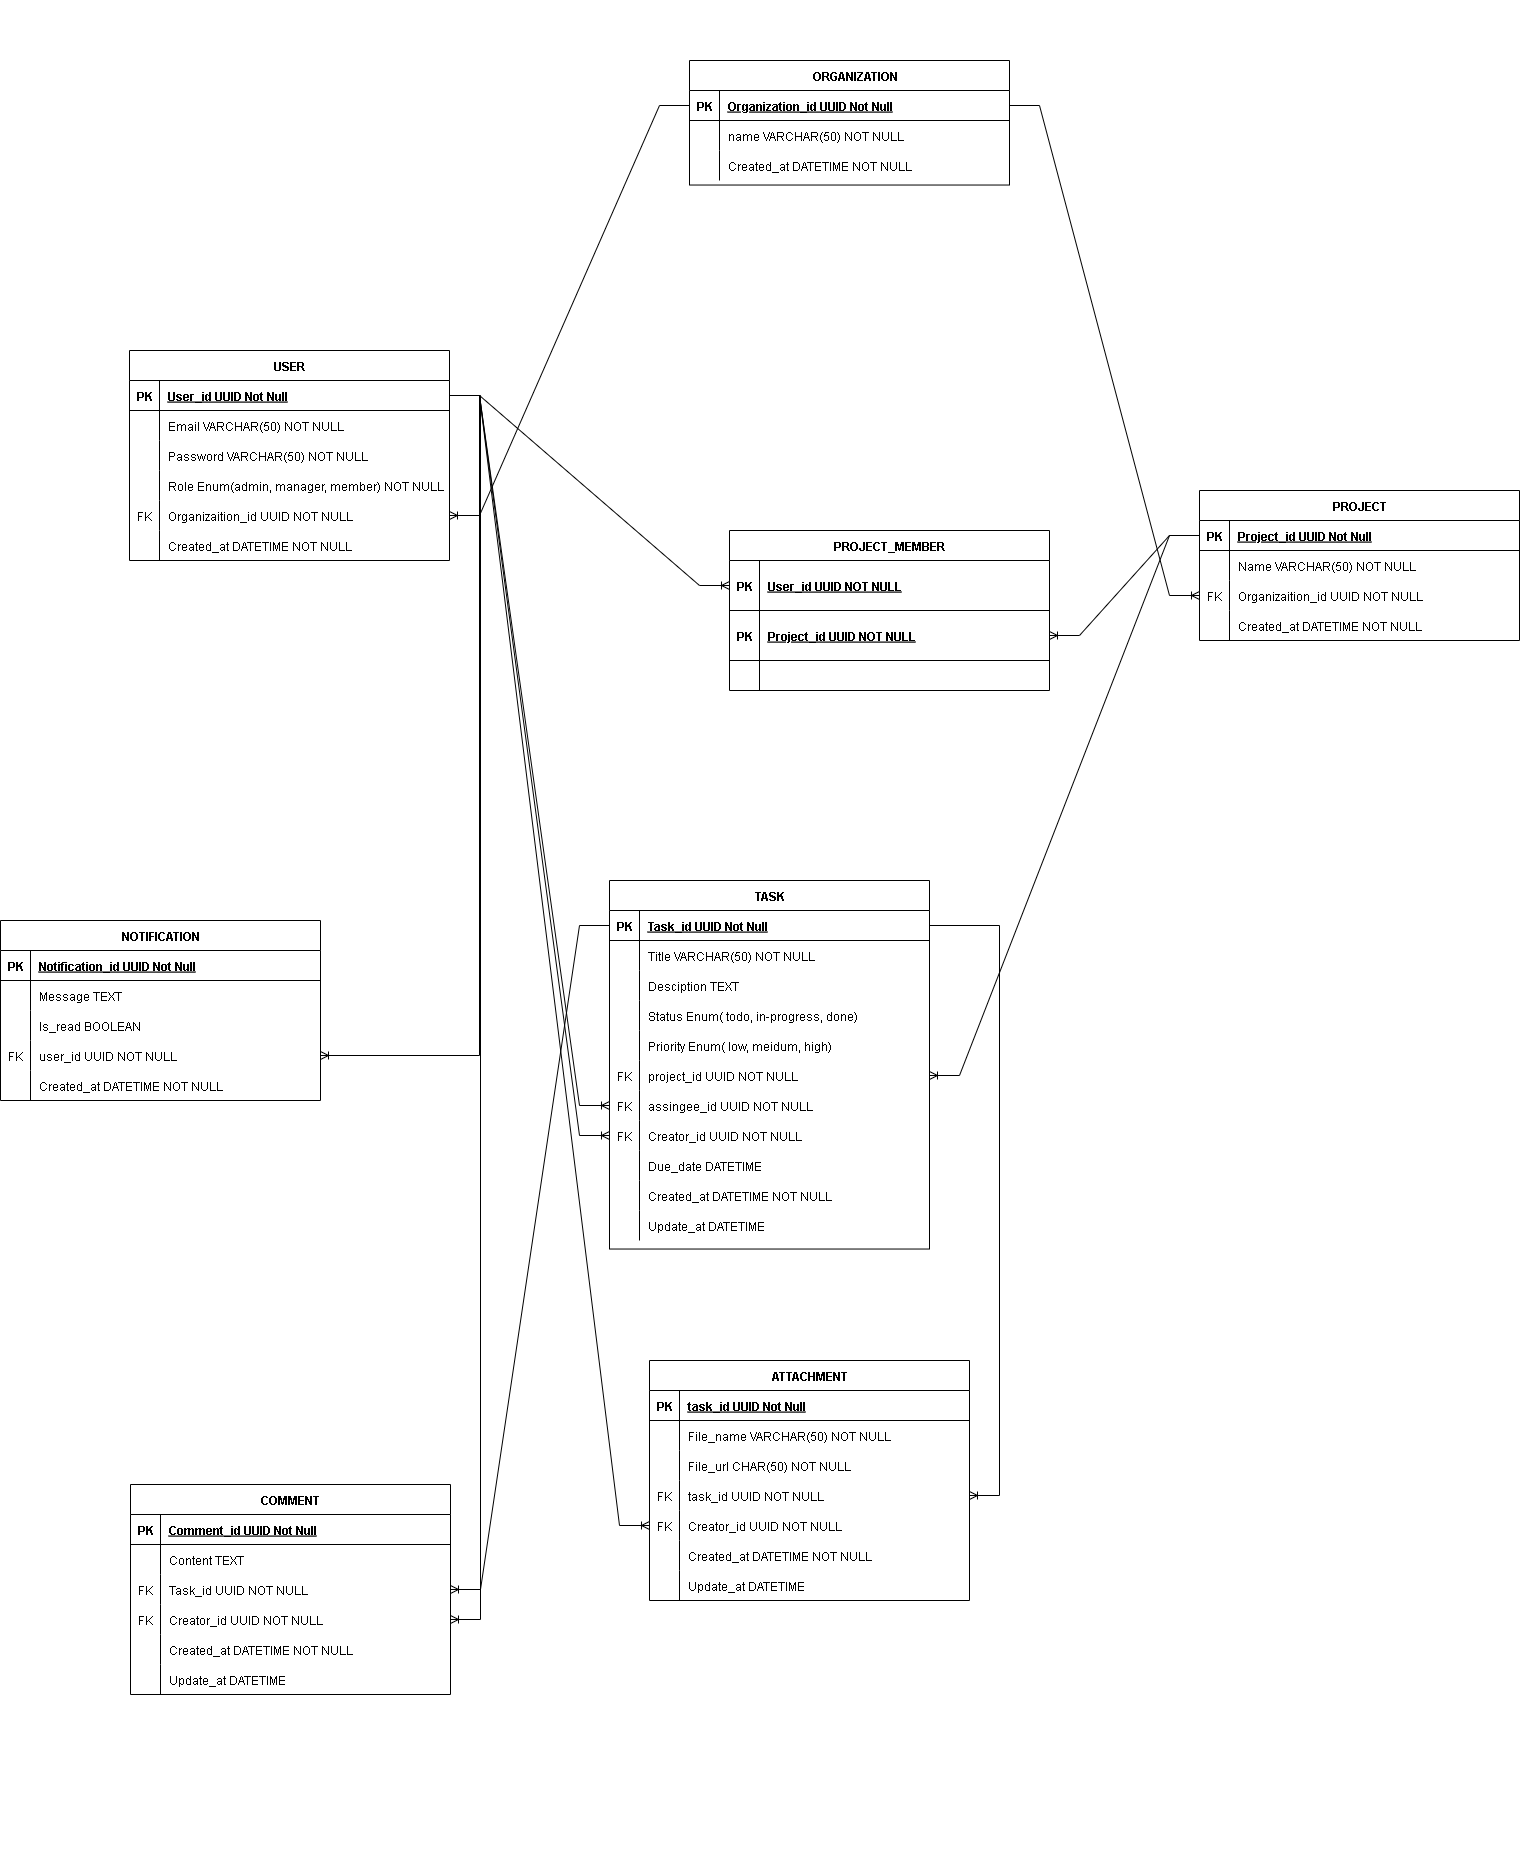 ORGANIZATION
PK Organization_id UUID Not Null
name VARCHAR(50) NOT NULL
Created_at DATETIME NOT NULL
USER
PK User_id UUID Not Null
Email VARCHAR(50) NOT NULL
Password VARCHAR(50) NOT NULL
Role Enum(admin, manager, member) NOT NULL
FK Organizaition_id UUID NOT NULL
Created_at DATETIME NOT NULL
PROJECT
PK Project_id UUID Not Null
Name VARCHAR(50) NOT NULL
FK Organizaition_id UUID NOT NULL
Created_at DATETIME NOT NULL
PROJECT_MEMBER
PK User_id UUID NOT NULL
PK Project_id UUID NOT NULL
TASK
PK Task_id UUID Not Null
Title VARCHAR(50) NOT NULL
Desciption TEXT
Status Enum( todo, in-progress, done)
Priority Enum( low, meidum, high)
FK project_id UUID NOT NULL
FK assingee_id UUID NOT NULL
FK Creator_id UUID NOT NULL
Due_date DATETIME
Created_at DATETIME NOT NULL
Update_at DATETIME
NOTIFICATION
PK Notification_id UUID Not Null
Message TEXT
Is_read BOOLEAN
FK user_id UUID NOT NULL
Created_at DATETIME NOT NULL
ATTACHMENT
PK task_id UUID Not Null
File_name VARCHAR(50) NOT NULL
File_url CHAR(50) NOT NULL
FK task_id UUID NOT NULL
FK Creator_id UUID NOT NULL
Created_at DATETIME NOT NULL
Update_at DATETIME
COMMENT
PK Comment_id UUID Not Null
Content TEXT
FK Task_id UUID NOT NULL
FK Creator_id UUID NOT NULL
Created_at DATETIME NOT NULL
Update_at DATETIME